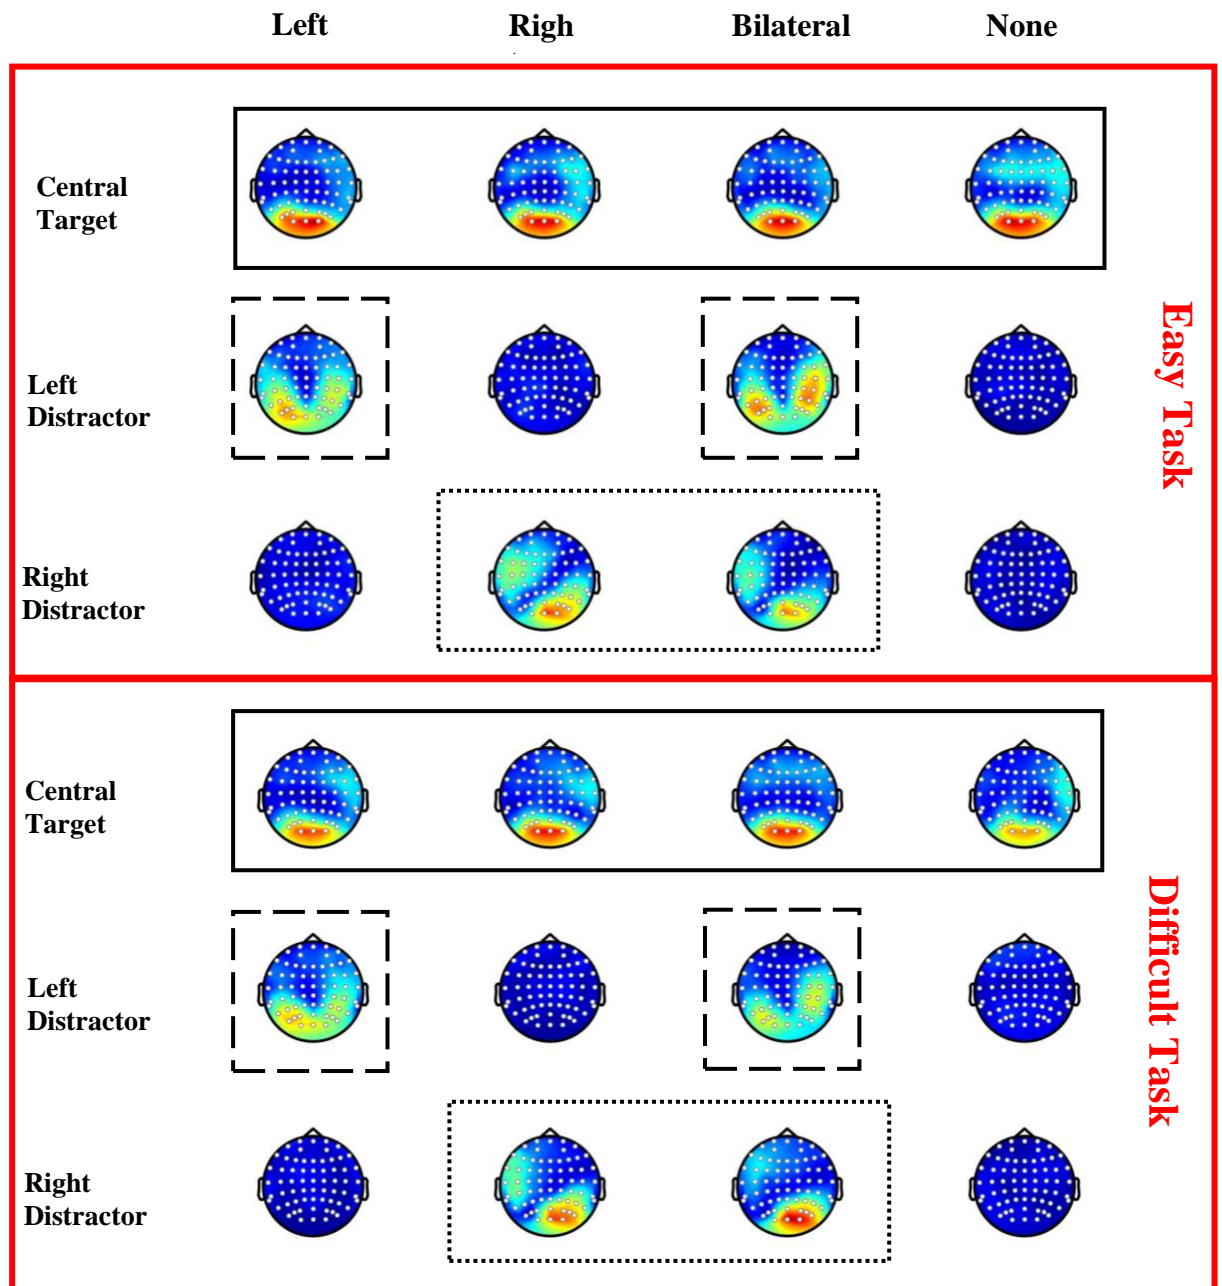 Left Righ Bilateral None
Central
Target
Left
Distractor
Right
Distractor
Easy Task
Central
Target
Left
Distractor
Right
Distractor
Difficult Task